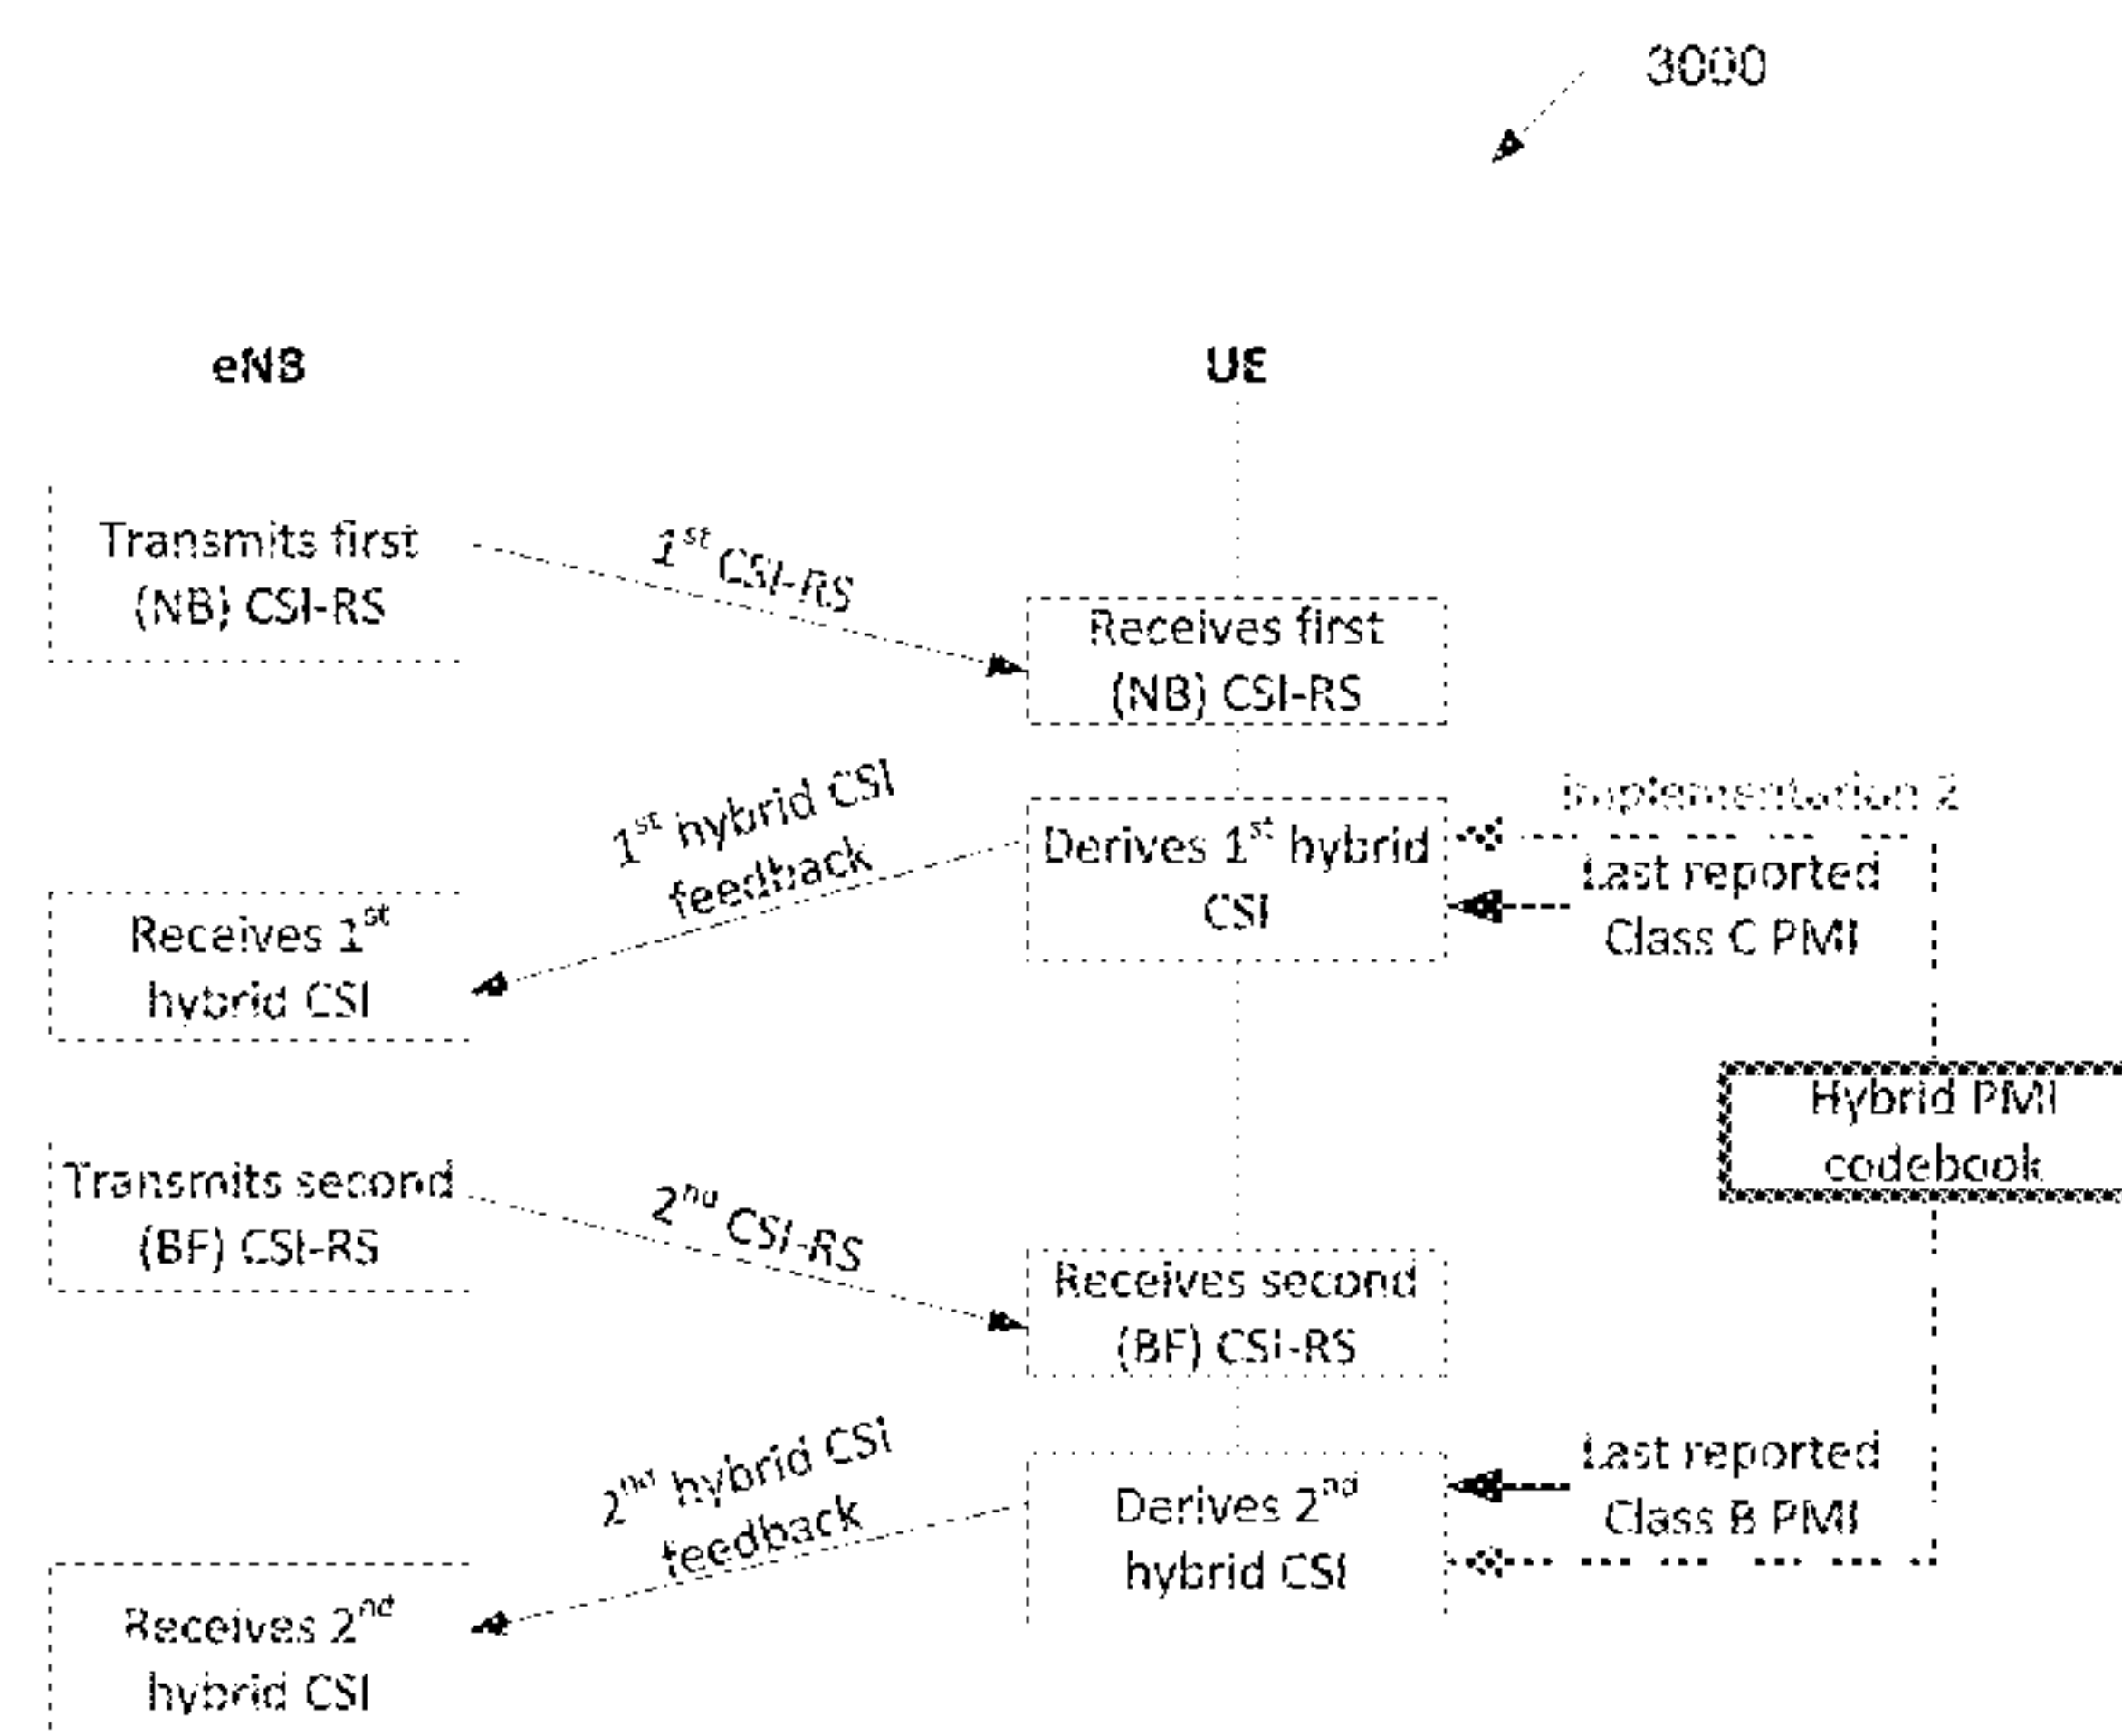 3000
eNB
UE
Transmits first
(NB) CSI-RS
1st CSI-RS
Receives first
(NB) CSI-RS
1st hybrid CSI
feedback
Derives 1st hybrid
CSI
Implementation 2
Last reported
Class C PMI
Receives 1st
hybrid CSI
Hybrid PMI
codebook
Transmits second
(BF) CSI-RS
2nd CSI-RS
Receives second
(BF) CSI-RS
2nd hybrid CSI
feedback
Derives 2nd
hybrid CSI
Last reported
Class B PMI
Receives 2nd
hybrid CSI